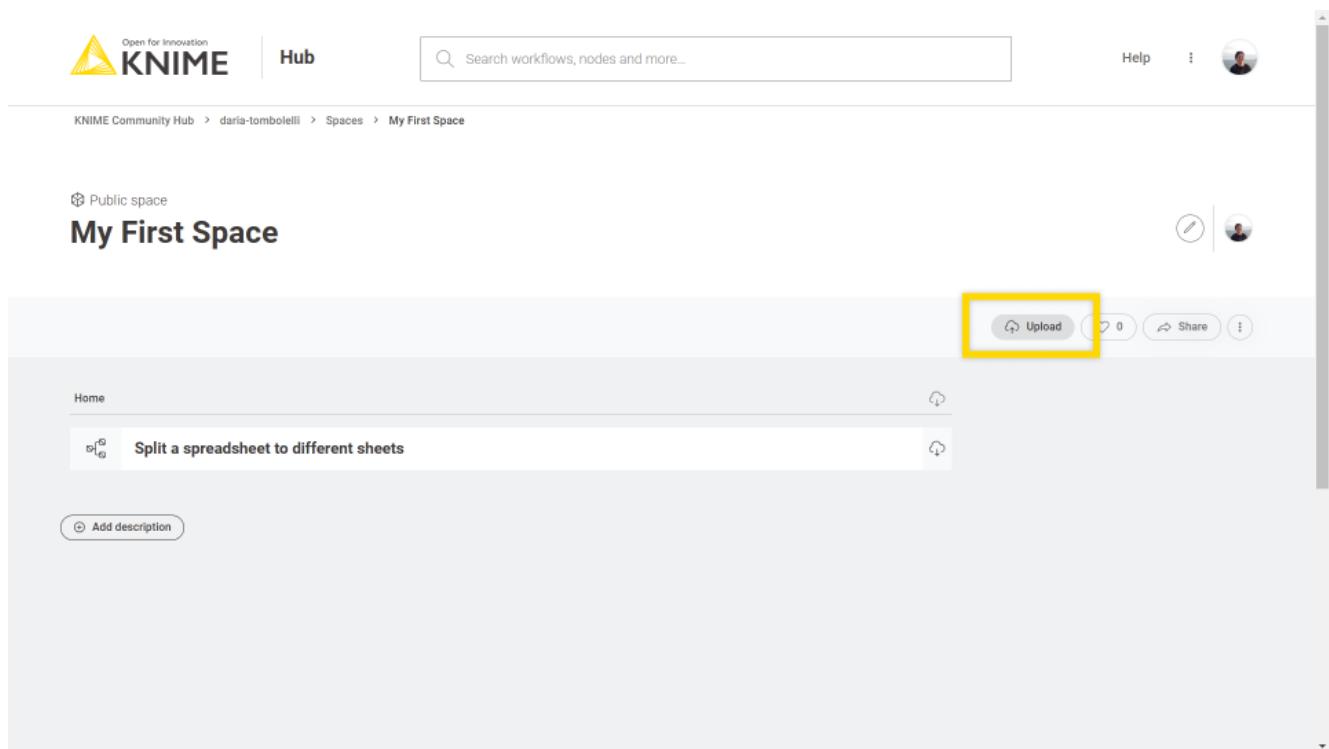 Open for Innovation
KNIME
Hub
Search workflows, nodes and more...
Help
KNIME Community Hub > daria-tombolelli > Spaces > My First Space
Public space
My First Space
Upload
0
Share
Home
Split a spreadsheet to different sheets
Add description